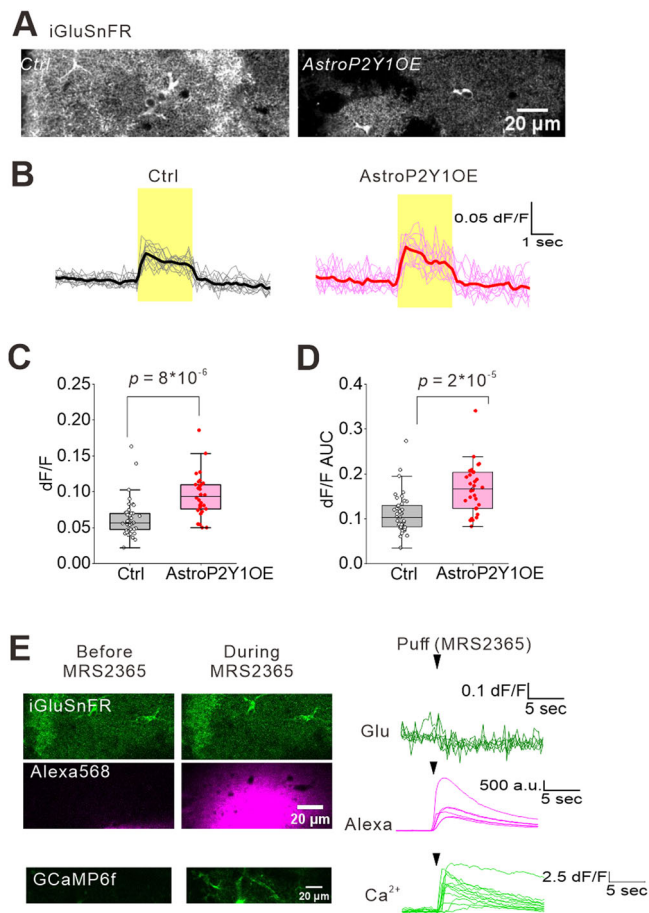 A iGluSnFR
Ctrl
AstroP2Y1OE
20 µm
B
Ctrl
AstroP2Y1OE
0.05 dF/F
1 sec
C
p = 8*10-6
dF/F
0.25
0.20
0.15
0.10
0.05
0.00
Ctrl
AstroP2Y1OE
D
p = 2*10-5
dF/F AUC
0.4
0.3
0.2
0.1
0.0
Ctrl
AstroP2Y1OE
E
Before
MRS2365
During
MRS2365
iGluSnFR
Alexa568
20 µm
GCaMP6f
20 µm
Puff (MRS2365)
0.1 dF/F
5 sec
Glu
500 a.u.
5 sec
Alexa
2.5 dF/F
5 sec
Ca2+